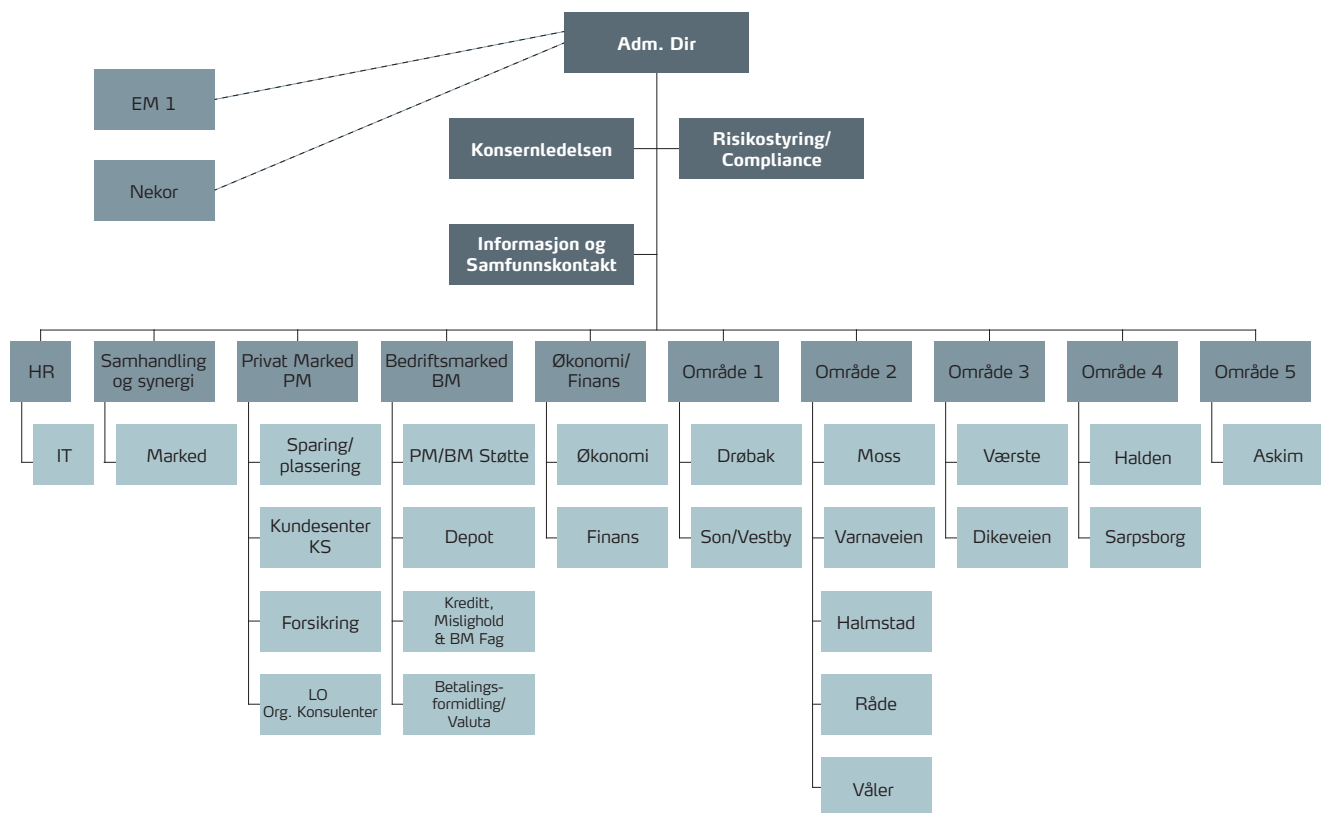 Adm. Dir
EM 1
Nekor
Konsernledelsen
Risikostyring/
Compliance
Informasjon og
Samfunnskontakt
HR
Samhandling
og synergi
Privat Marked
PM
Bedriftsmarked
BM
Økonomi/
Finans
Område 1
Område 2
Område 3
Område 4
Område 5
IT
Marked
Sparing/
plassering
PM/BM Støtte
Økonomi
Drøbak
Moss
Værste
Halden
Askim
Kundesenter
KS
Depot
Finans
Son/Vestby
Varnaveien
Dikeveien
Sarpsborg
Forsikring
Kreditt,
Mislighold
& BM Fag
Halmstad
LO
Org. Konsulenter
Betalings-
formidling/
Valuta
Råde
Våler